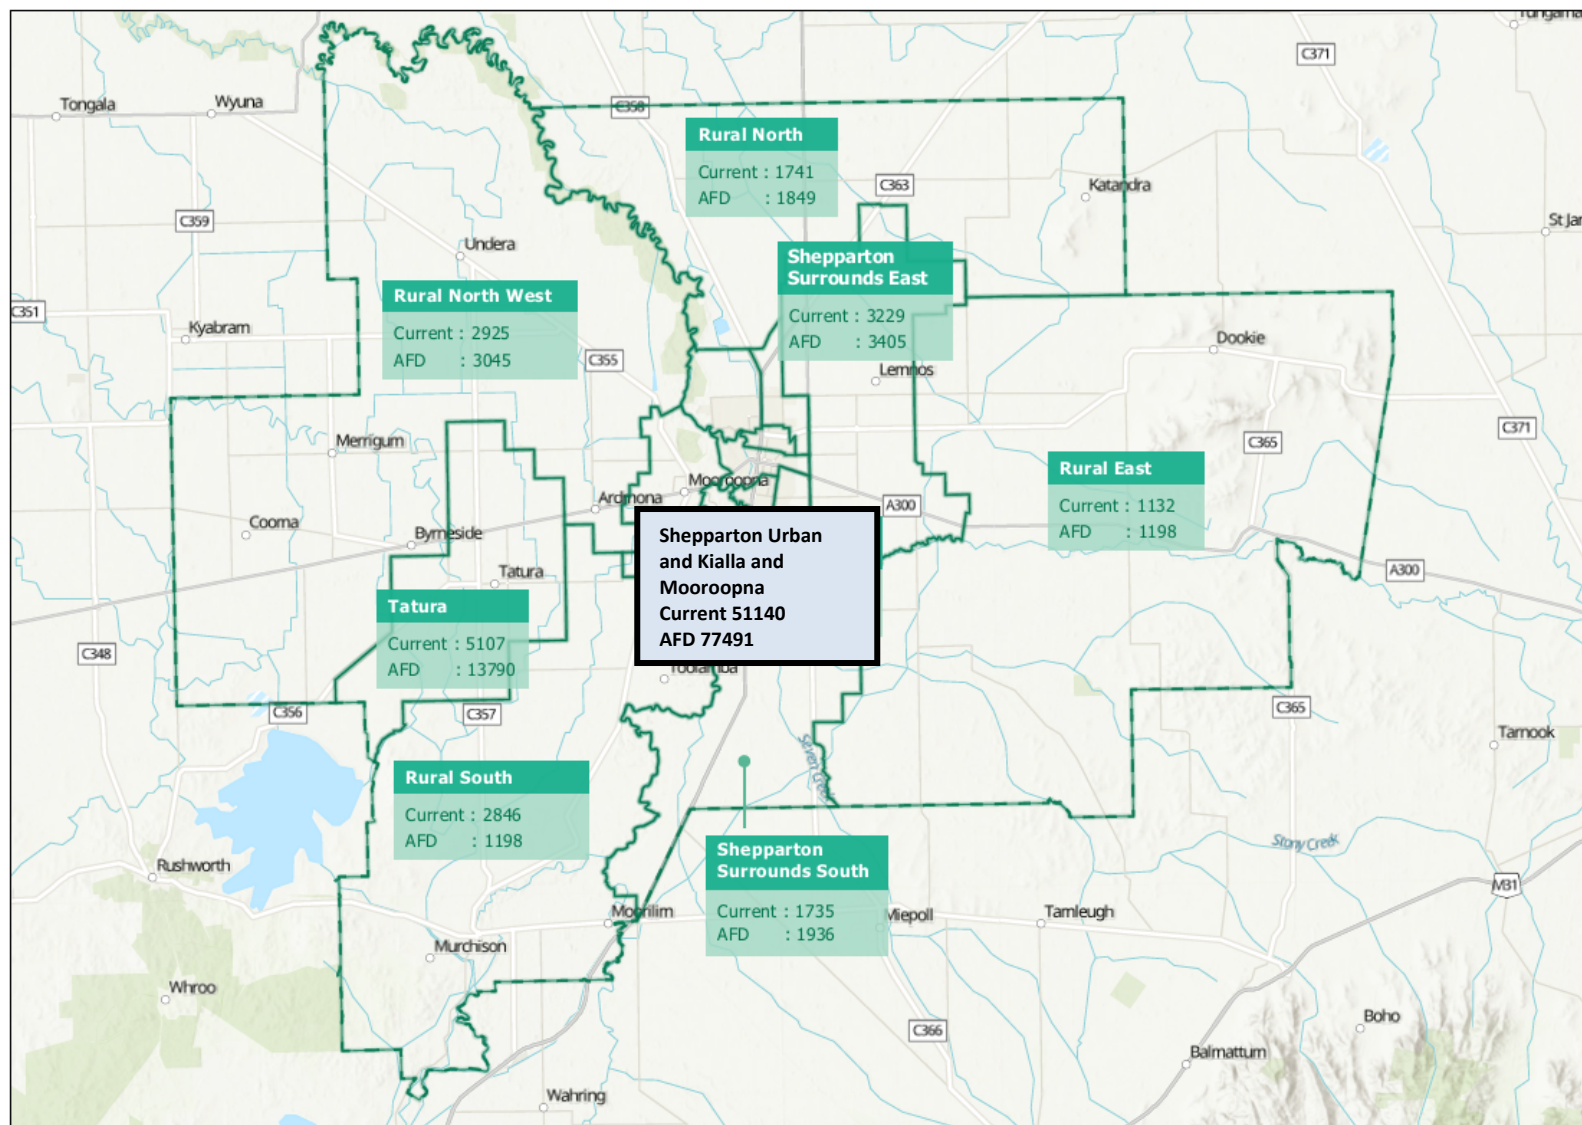 Tungama
C371
Tongala
Wyuna
C358
Rural North
Current : 1741
AFD : 1849
C363
Katandra
C359
St Jar
Undera
Shepparton
Surrounds East
Current : 3229
AFD : 3405
Rural North West
Current : 2925
AFD : 3045
C351
Kyabram
C355
Dookie
Lemnos
Merrigum
C365
C371
Mooroopna
Rural East
Current : 1132
AFD : 1198
Ardmona
A300
Cooma
Byrneside
Shepparton Urban
and Kialla and
Mooroopna
Current 51140
AFD 77491
Tatura
A300
Tatura
Current : 5107
AFD : 13790
C348
Toolamba
C356
C357
C365
Tarnook
Seven Creek
Rural South
Current : 2846
AFD : 1198
Shepparton
Surrounds South
Current : 1735
AFD : 1936
Stony Creek
Rushworth
M31
Moorilim
Miepoll
Tamleugh
Murchison
Whroo
C366
Boho
Balmattum
Wahring